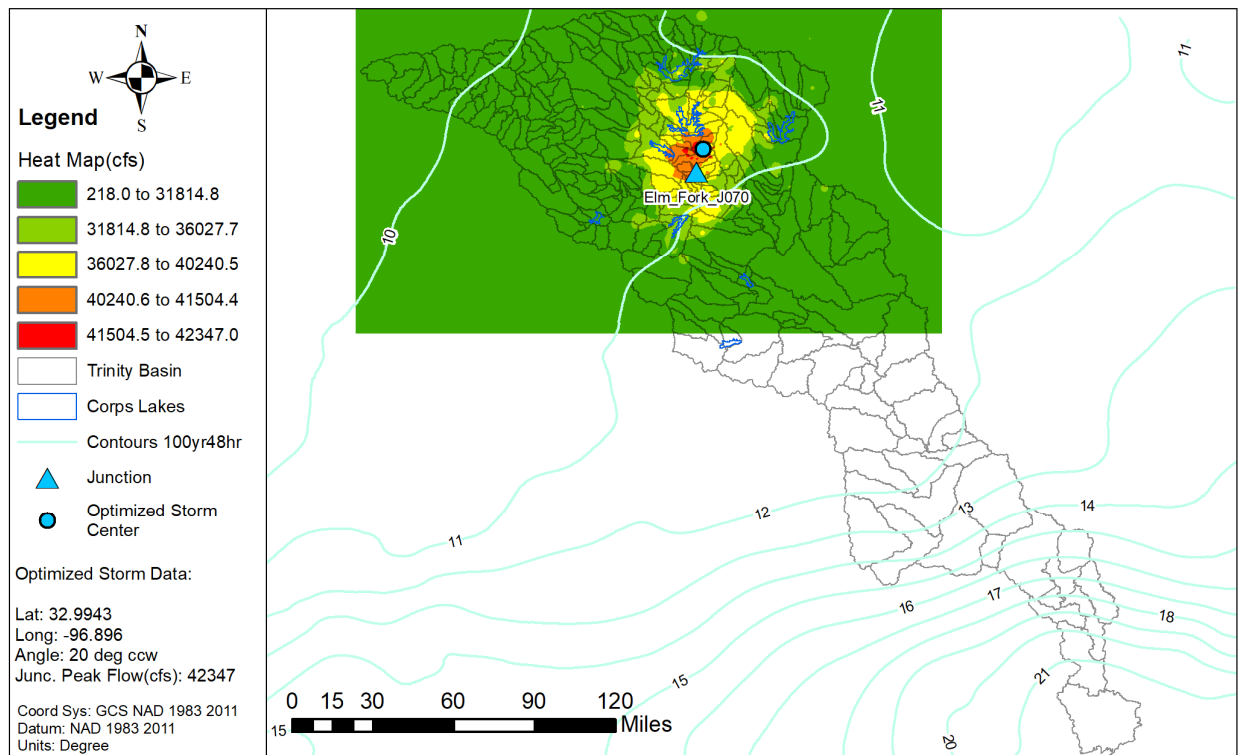 N
W
E
S
Legend
Heat Map(cfs)
218.0 to 31814.8
31814.8 to 36027.7
36027.8 to 40240.5
40240.6 to 41504.4
41504.5 to 42347.0
Trinity Basin
Corps Lakes
Contours 100yr48hr
Junction
Optimized Storm
Center
Optimized Storm Data:
Lat: 32.9943
Long: -96.896
Angle: 20 deg ccw
Junc. Peak Flow(cfs): 42347
Coord Sys: GCS NAD 1983 2011
Datum: NAD 1983 2011
Units: Degree
11
11
Elm_Fork_J070
10
12
13
14
11
16
17
18
15
21
20
15
0 15 30 60 90 120
Miles